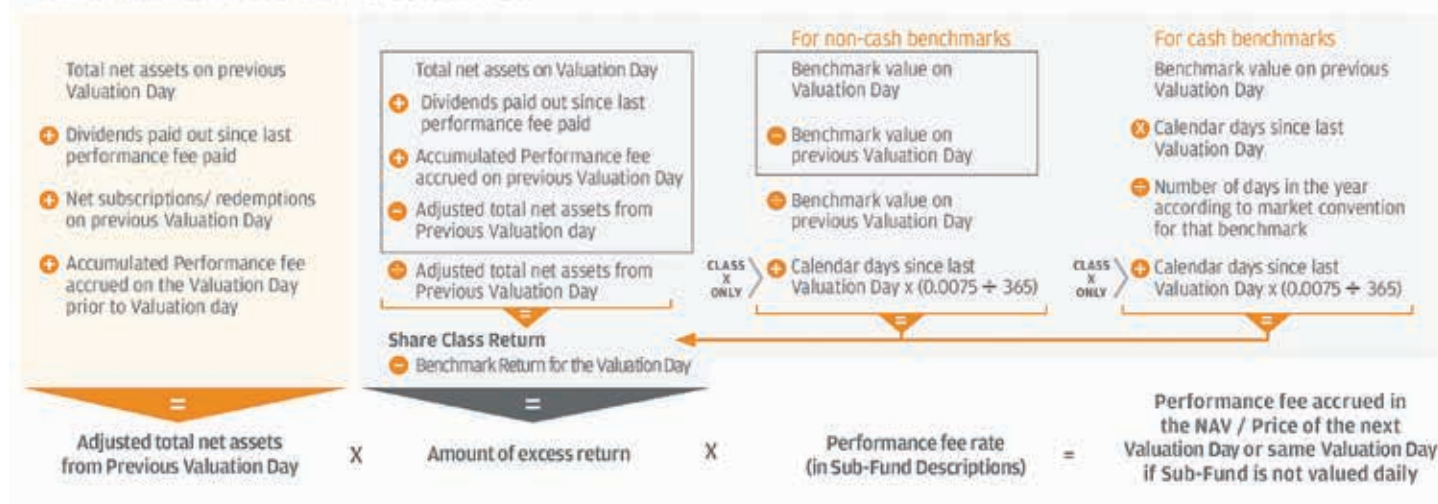 Total net assets on previous
Valuation Day
+ Dividends paid out since last
performance fee paid
+ Net subscriptions/ redemptions
on previous Valuation Day
+ Accumulated Performance fee
accrued on the Valuation Day
prior to Valuation day
=
Adjusted total net assets
from Previous Valuation Day
X
Total net assets on Valuation Day
+ Dividends paid out since last
performance fee paid
+ Accumulated Performance fee
accrued on previous Valuation Day
− Adjusted total net assets from
Previous Valuation day
÷ Adjusted total net assets from
Previous Valuation Day
=
Share Class Return
− Benchmark Return for the Valuation Day
=
Amount of excess return
X
For non-cash benchmarks
Benchmark value on
Valuation Day
− Benchmark value on
previous Valuation Day
÷ Benchmark value on
previous Valuation Day
CLASS
X
ONLY
+ Calendar days since last
Valuation Day x (0.0075 ÷ 365)
=
For cash benchmarks
Benchmark value on previous
Valuation Day
X Calendar days since last
Valuation Day
÷ Number of days in the year
according to market convention
for that benchmark
CLASS
X
ONLY
+ Calendar days since last
Valuation Day x (0.0075 ÷ 365)
=
Performance fee rate
(in Sub-Fund Descriptions)
=
Performance fee accrued in
the NAV / Price of the next
Valuation Day or same Valuation Day
if Sub-Fund is not valued daily